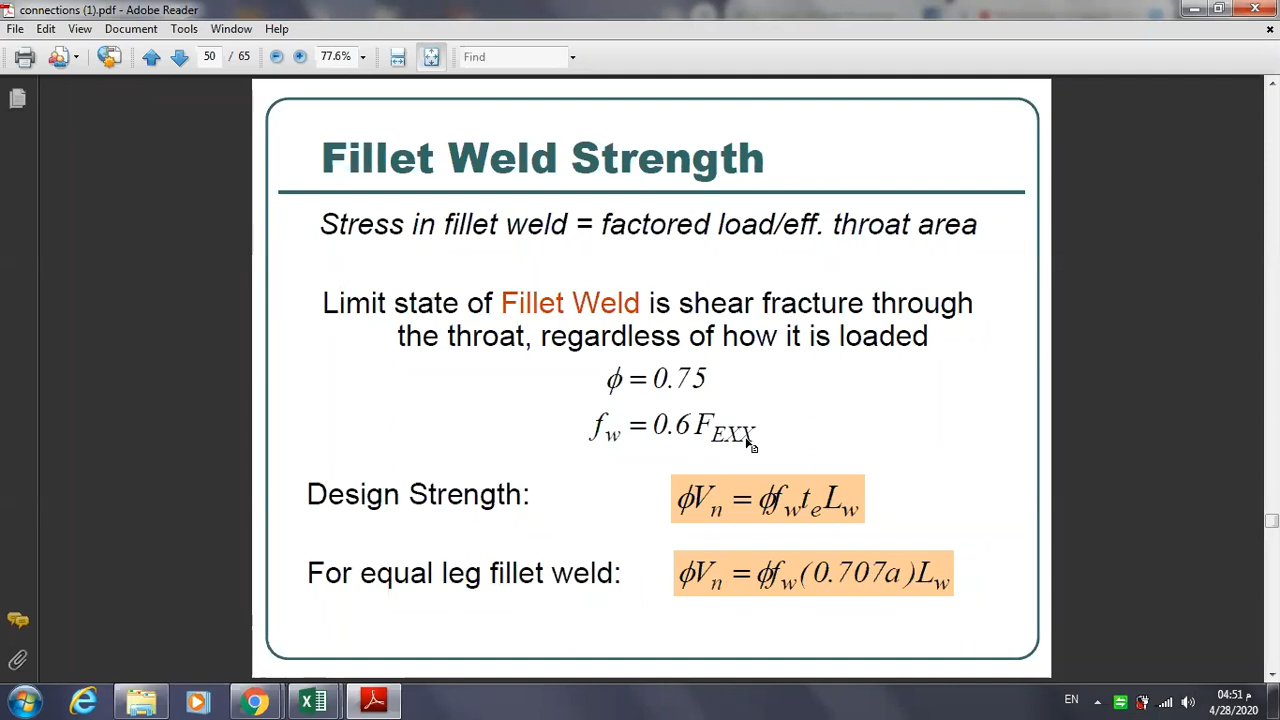 connections (1).pdf - Adobe Reader
File Edit View Document Tools Window Help
50 / 65 77.6% Find
Fillet Weld Strength
Stress in fillet weld = factored load/eff. throat area
Limit state of Fillet Weld is shear fracture through
the throat, regardless of how it is loaded
ϕ = 0.75
f_w = 0.6 F_EXX
Design Strength: ϕV_n = ϕf_w t_e L_w
For equal leg fillet weld: ϕV_n = ϕf_w (0.707a) L_w
EN
04:51 م
4/28/2020